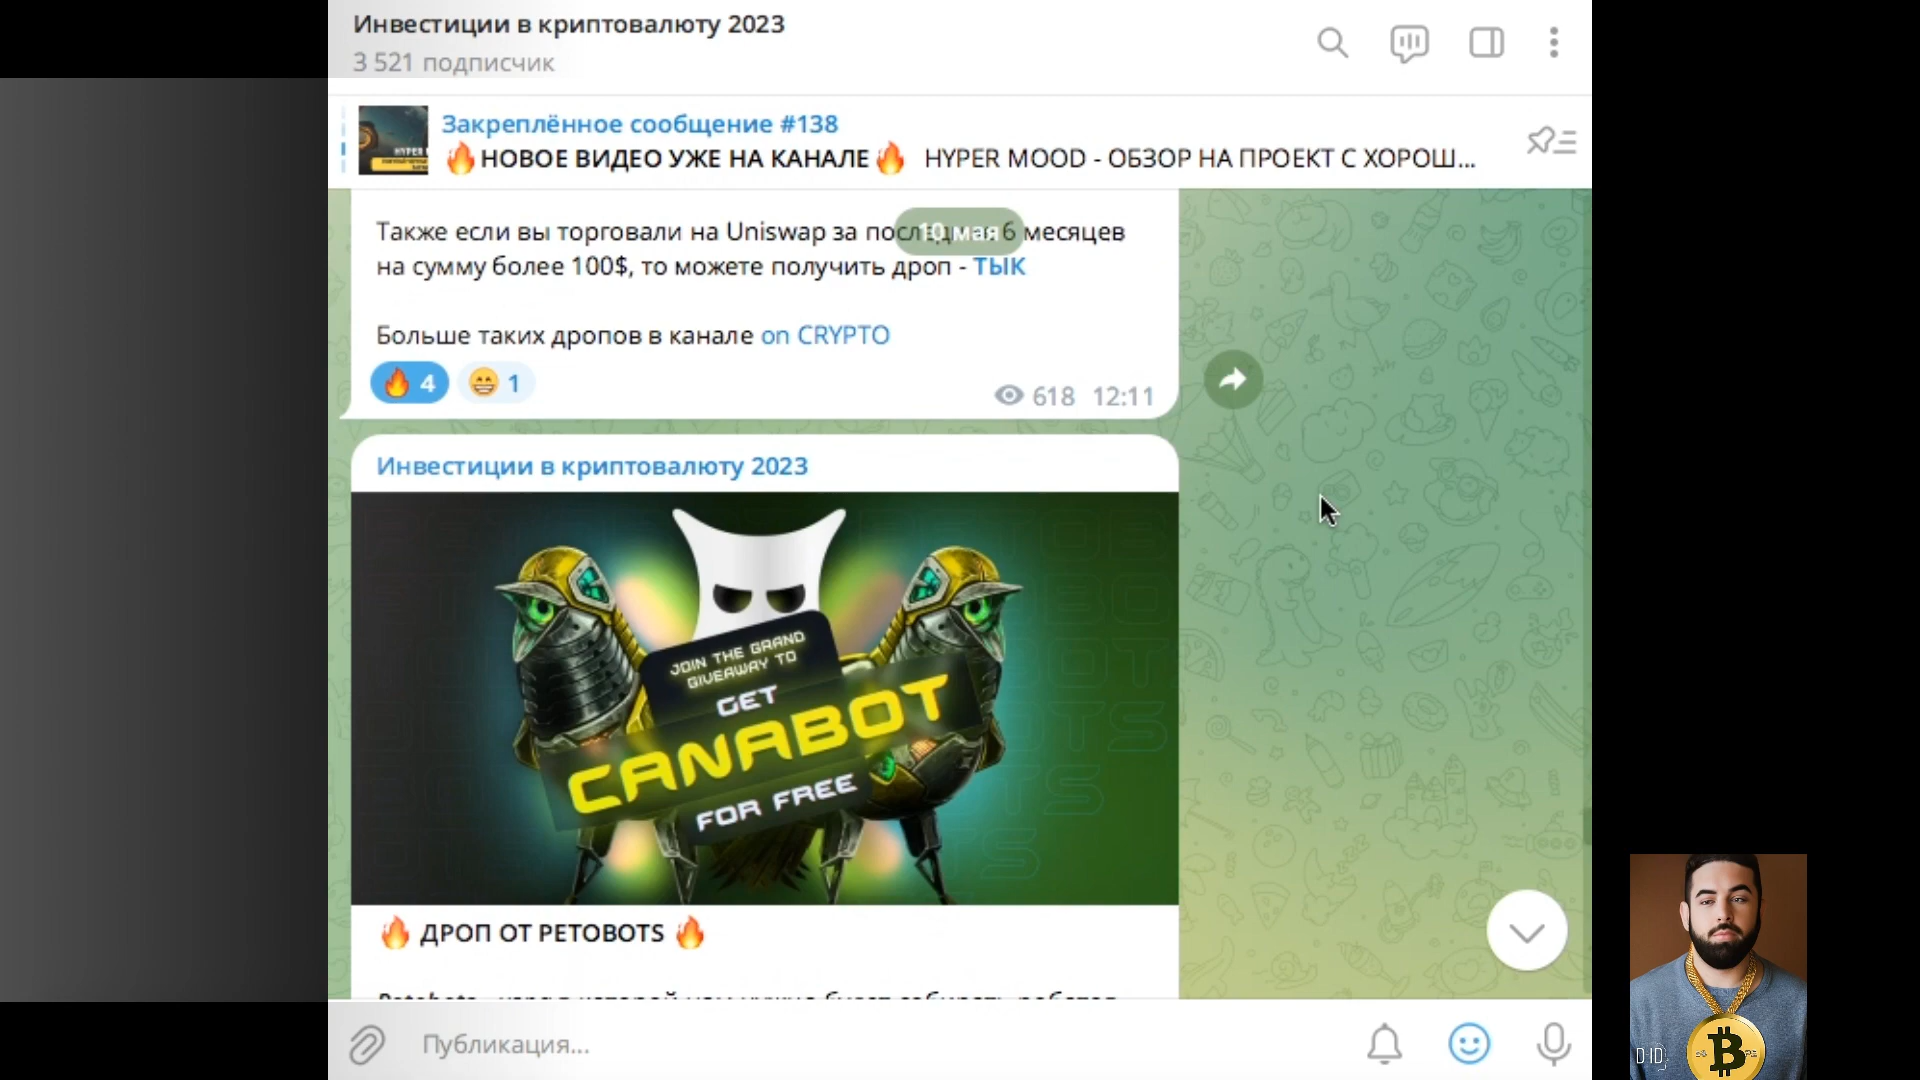 Инвестиции в криптовалюту 2023
3 521 подписчик
Закреплённое сообщение #138
🔥НОВОЕ ВИДЕО УЖЕ НА КАНАЛЕ🔥 HYPER MOOD - ОБЗОР НА ПРОЕКТ С ХОРОШ...
10 мая
Также если вы торговали на Uniswap за 6 месяцев
на сумму более 100$, то можете получить дроп - ТЫК
Больше таких дропов в канале on CRYPTO
🔥 4 😁 1
618 12:11
Инвестиции в криптовалюту 2023
JOIN THE GRAND
GIVEAWAY TO
GET
CANABOT
FOR FREE
🔥 ДРОП ОТ PETOBOTS 🔥
Публикация...
D-ID
B